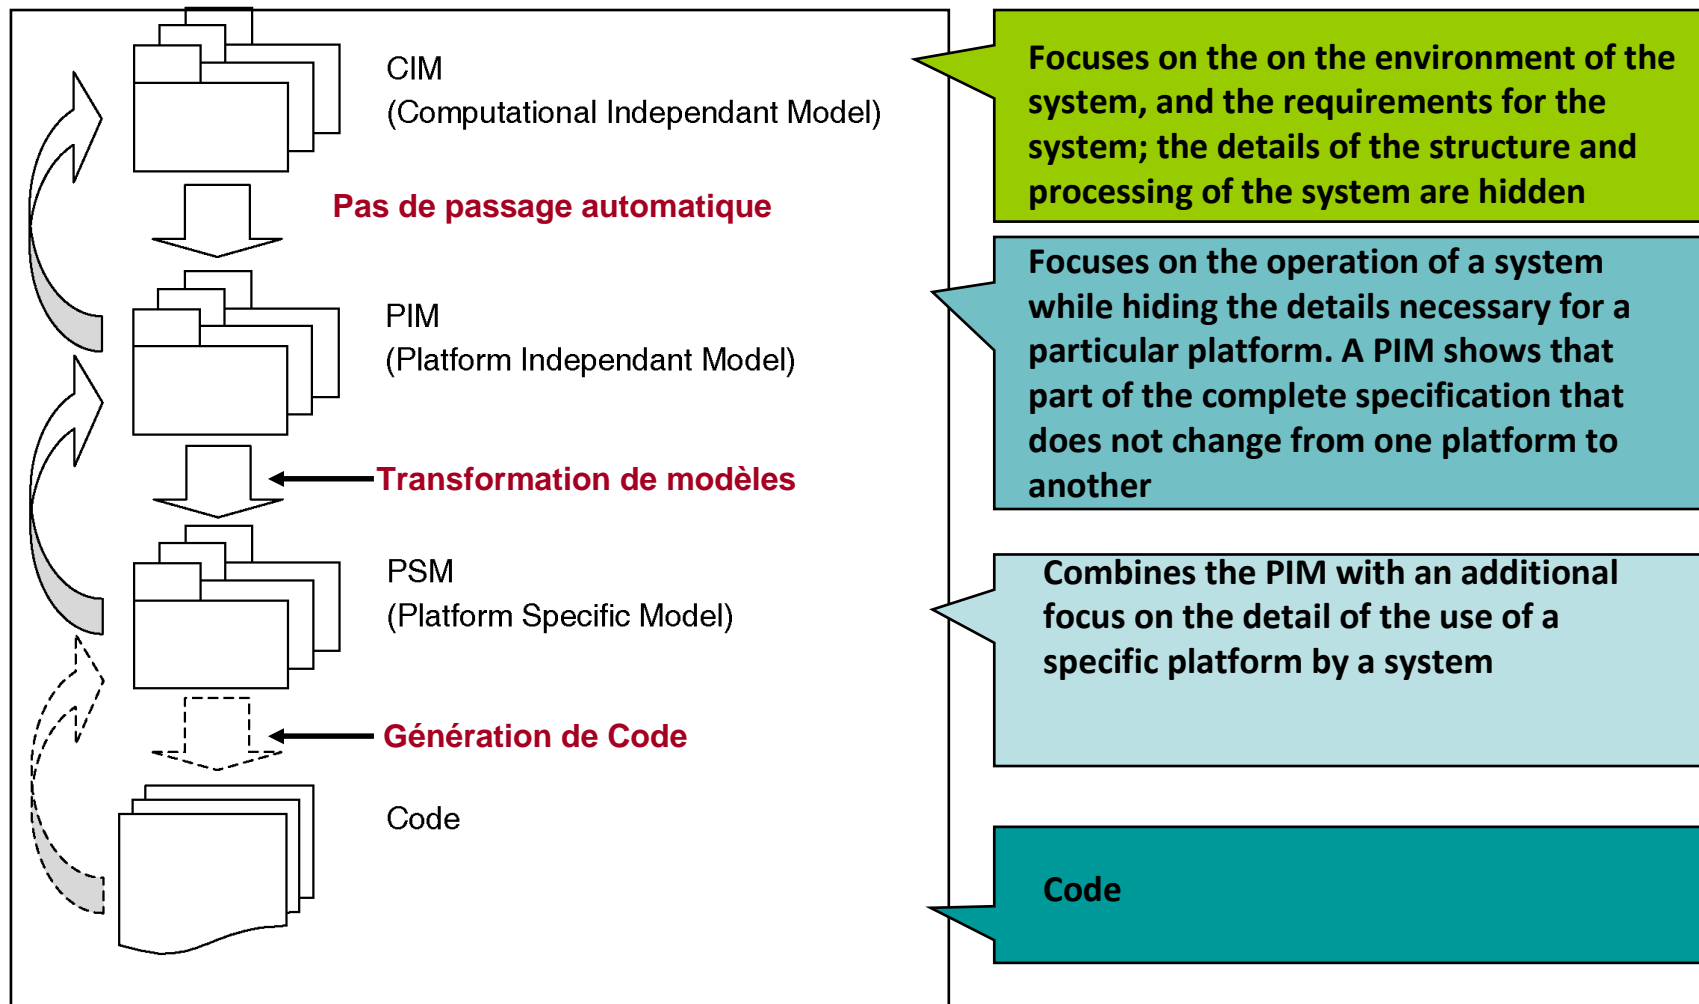 CIM
(Computational Independant Model)
Pas de passage automatique
PIM
(Platform Independant Model)
Transformation de modèles
PSM
(Platform Specific Model)
Génération de Code
Code
Focuses on the on the environment of the
system, and the requirements for the
system; the details of the structure and
processing of the system are hidden
Focuses on the operation of a system
while hiding the details necessary for a
particular platform. A PIM shows that
part of the complete specification that
does not change from one platform to
another
Combines the PIM with an additional
focus on the detail of the use of a
specific platform by a system
Code